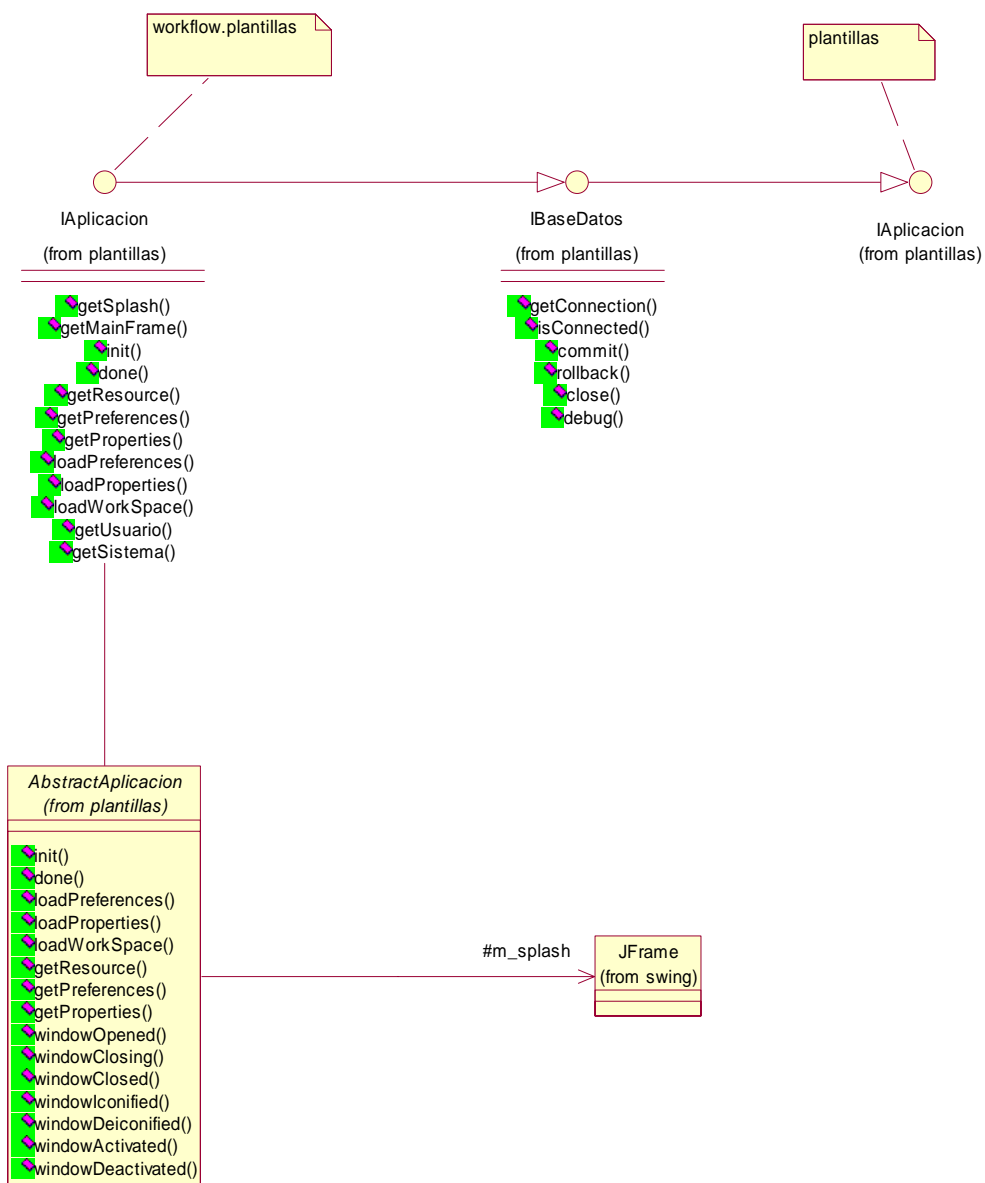 workflow.plantillas
plantillas
IAplicacion
(from plantillas)
getSplash()
getMainFrame()
init()
done()
getResource()
getPreferences()
getProperties()
loadPreferences()
loadProperties()
loadWorkSpace()
getUsuario()
getSistema()
IBaseDatos
(from plantillas)
getConnection()
isConnected()
commit()
rollback()
close()
debug()
IAplicacion
(from plantillas)
AbstractAplicacion
(from plantillas)
init()
done()
loadPreferences()
loadProperties()
loadWorkSpace()
getResource()
getPreferences()
getProperties()
windowOpened()
windowClosing()
windowClosed()
windowIconified()
windowDeiconified()
windowActivated()
windowDeactivated()
#m_splash
JFrame
(from swing)